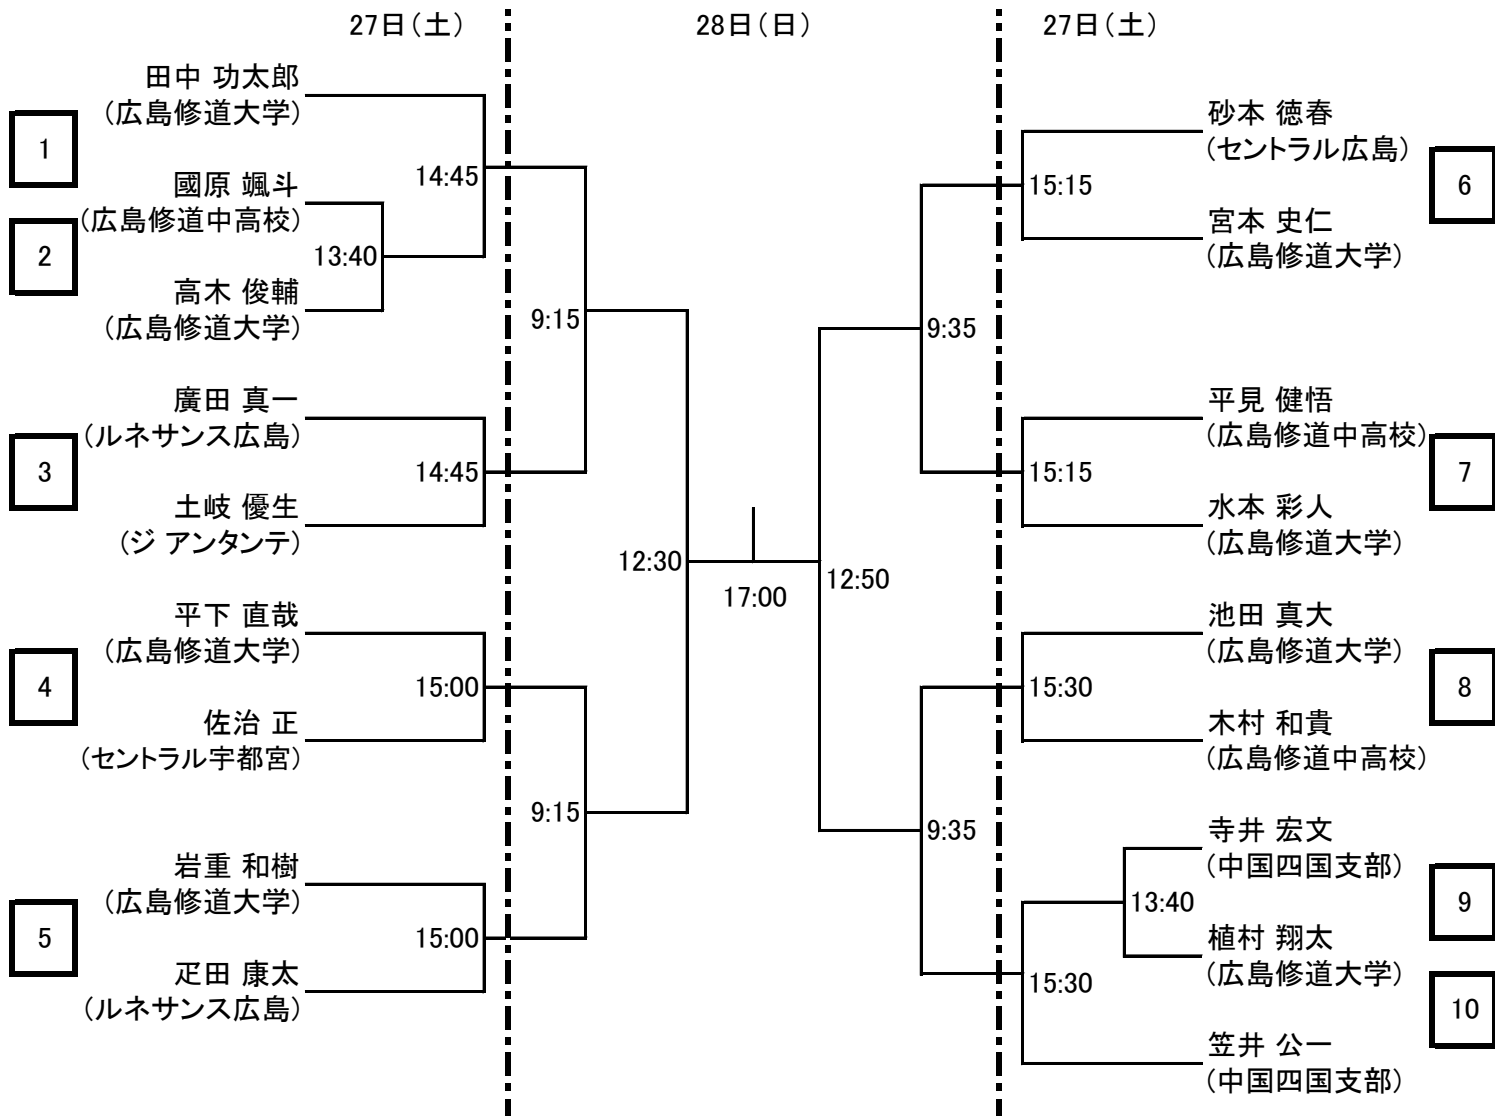 27日(土)
28日(日)
27日(土)
田中 功太郎
(広島修道大学)
1
14:45
國原 颯斗
(広島修道中高校)
2
13:40
高木 俊輔
(広島修道大学)
9:15
廣田 真一
(ルネサンス広島)
3
14:45
土岐 優生
(ジ アンタンテ)
12:30
平下 直哉
(広島修道大学)
4
15:00
佐治 正
(セントラル宇都宮)
9:15
岩重 和樹
(広島修道大学)
5
15:00
疋田 康太
(ルネサンス広島)
17:00
砂本 徳春
(セントラル広島)
15:15
6
宮本 史仁
(広島修道大学)
9:35
平見 健悟
(広島修道中高校)
15:15
7
水本 彩人
(広島修道大学)
12:50
池田 真大
(広島修道大学)
15:30
8
木村 和貴
(広島修道中高校)
9:35
寺井 宏文
(中国四国支部)
13:40
9
植村 翔太
(広島修道大学)
15:30
10
笠井 公一
(中国四国支部)